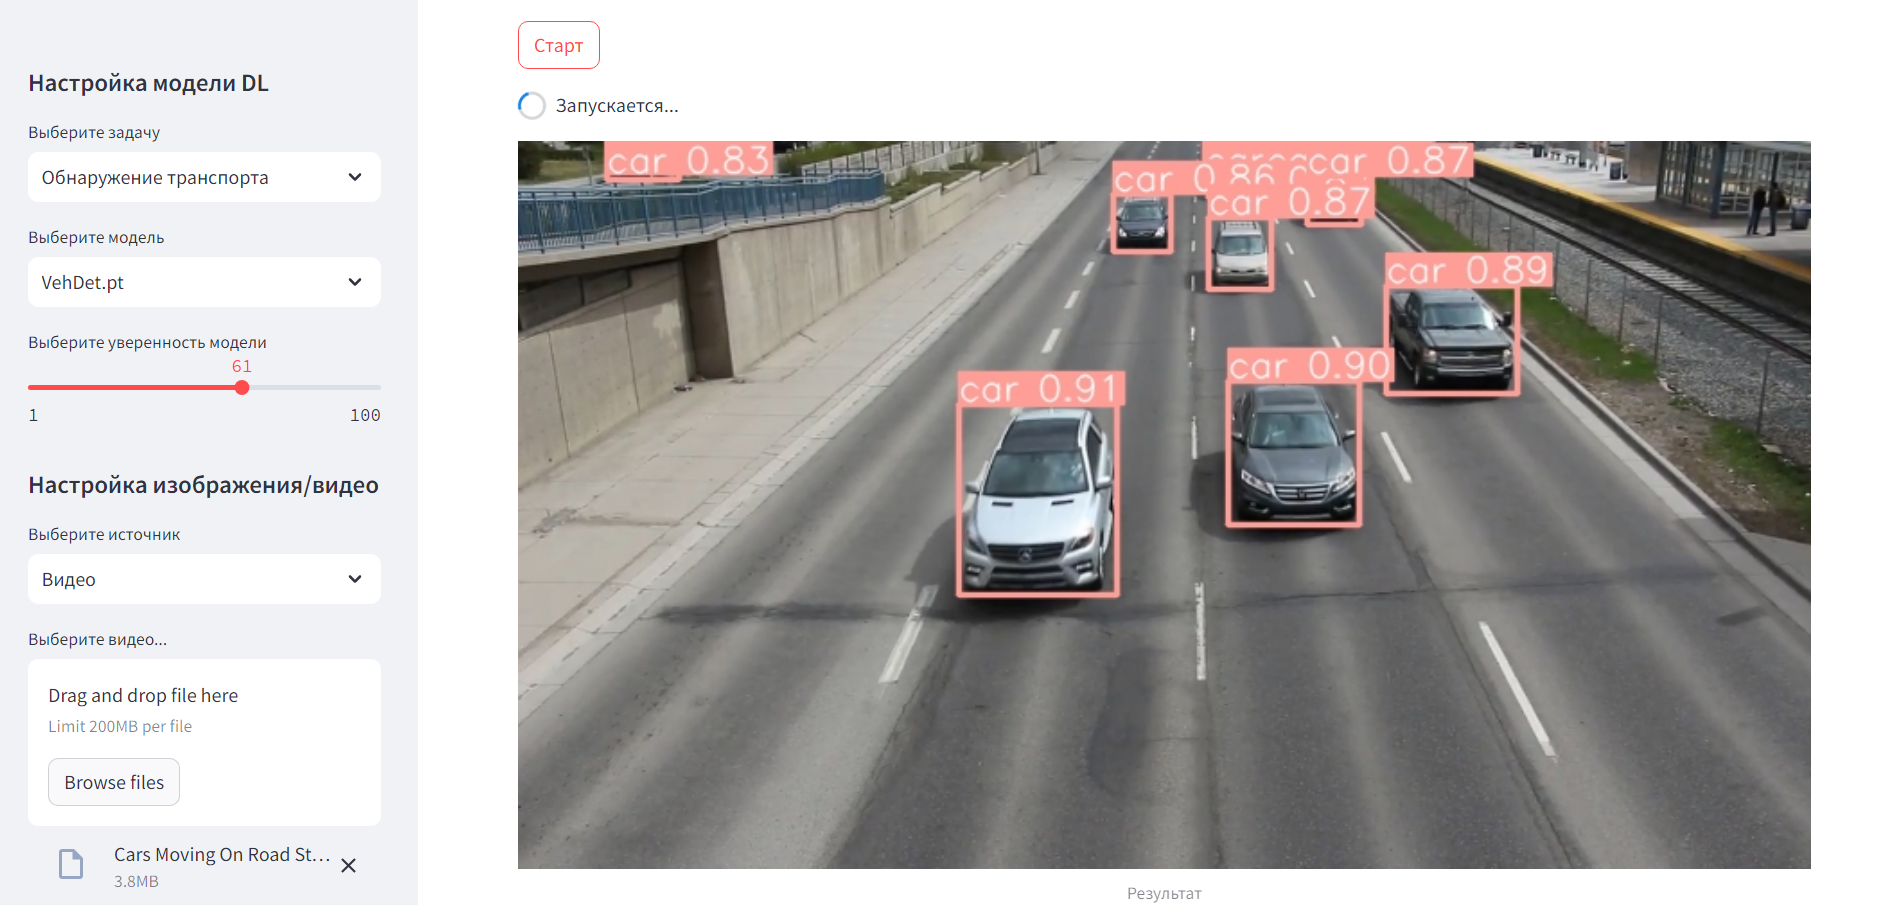 Настройка модели DL
Выберите задачу
Обнаружение транспорта
Выберите модель
VehDet.pt
Выберите уверенность модели
61
1 100
Настройка изображения/видео
Выберите источник
Видео
Выберите видео...
Drag and drop file here
Limit 200MB per file
Browse files
Cars Moving On Road St...
3.8MB
Старт
Запускается...
car 0.83
car 0.87
car 0.86
car 0.87
car 0.89
car 0.90
car 0.91
Результат